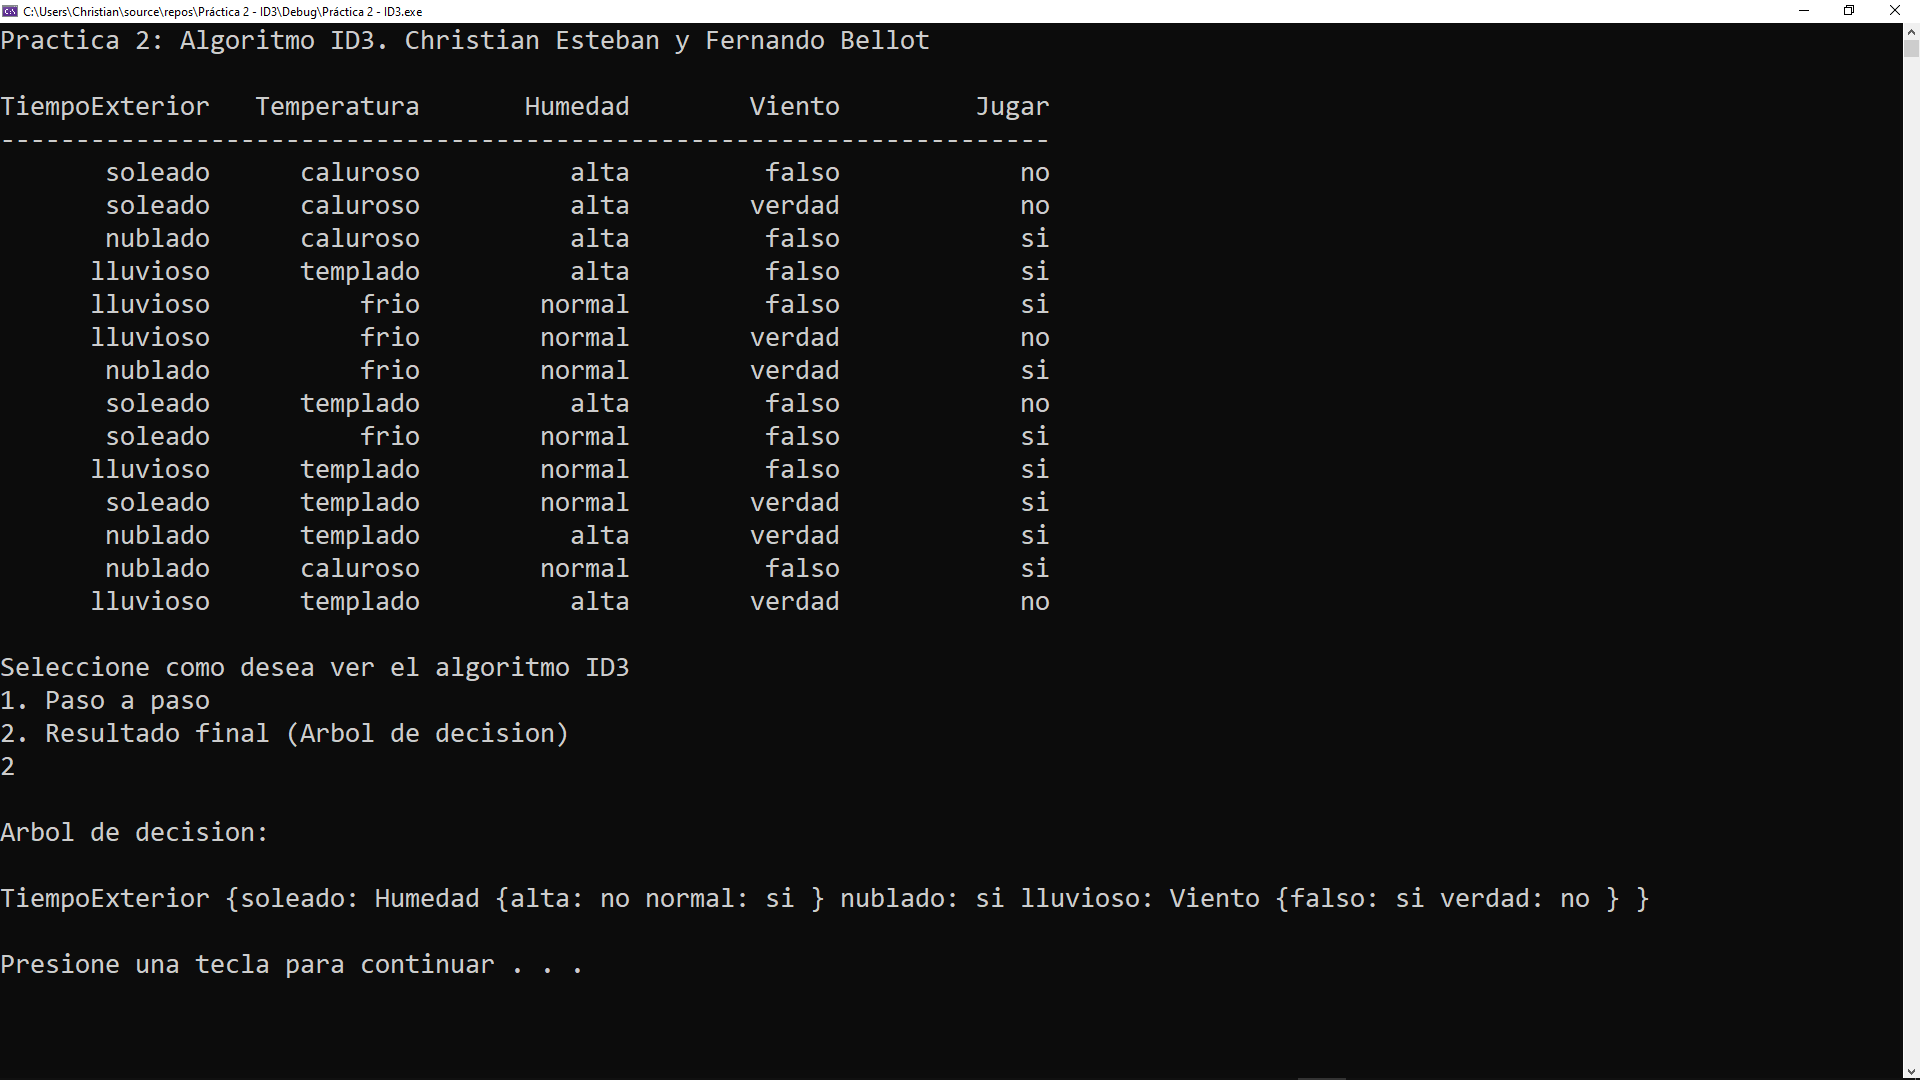 C:\Users\Christian\source\repos\Práctica 2 - ID3\Debug\Práctica 2 - ID3.exe
Practica 2: Algoritmo ID3. Christian Esteban y Fernando Bellot
TiempoExterior Temperatura Humedad Viento Jugar
----------------------------------------------------------------------
soleado caluroso alta falso no
soleado caluroso alta verdad no
nublado caluroso alta falso si
lluvioso templado alta falso si
lluvioso frio normal falso si
lluvioso frio normal verdad no
nublado frio normal verdad si
soleado templado alta falso no
soleado frio normal falso si
lluvioso templado normal falso si
soleado templado normal verdad si
nublado templado alta verdad si
nublado caluroso normal falso si
lluvioso templado alta verdad no
Seleccione como desea ver el algoritmo ID3
1. Paso a paso
2. Resultado final (Arbol de decision)
2
Arbol de decision:
TiempoExterior {soleado: Humedad {alta: no normal: si } nublado: si lluvioso: Viento {falso: si verdad: no } }
Presione una tecla para continuar . . .